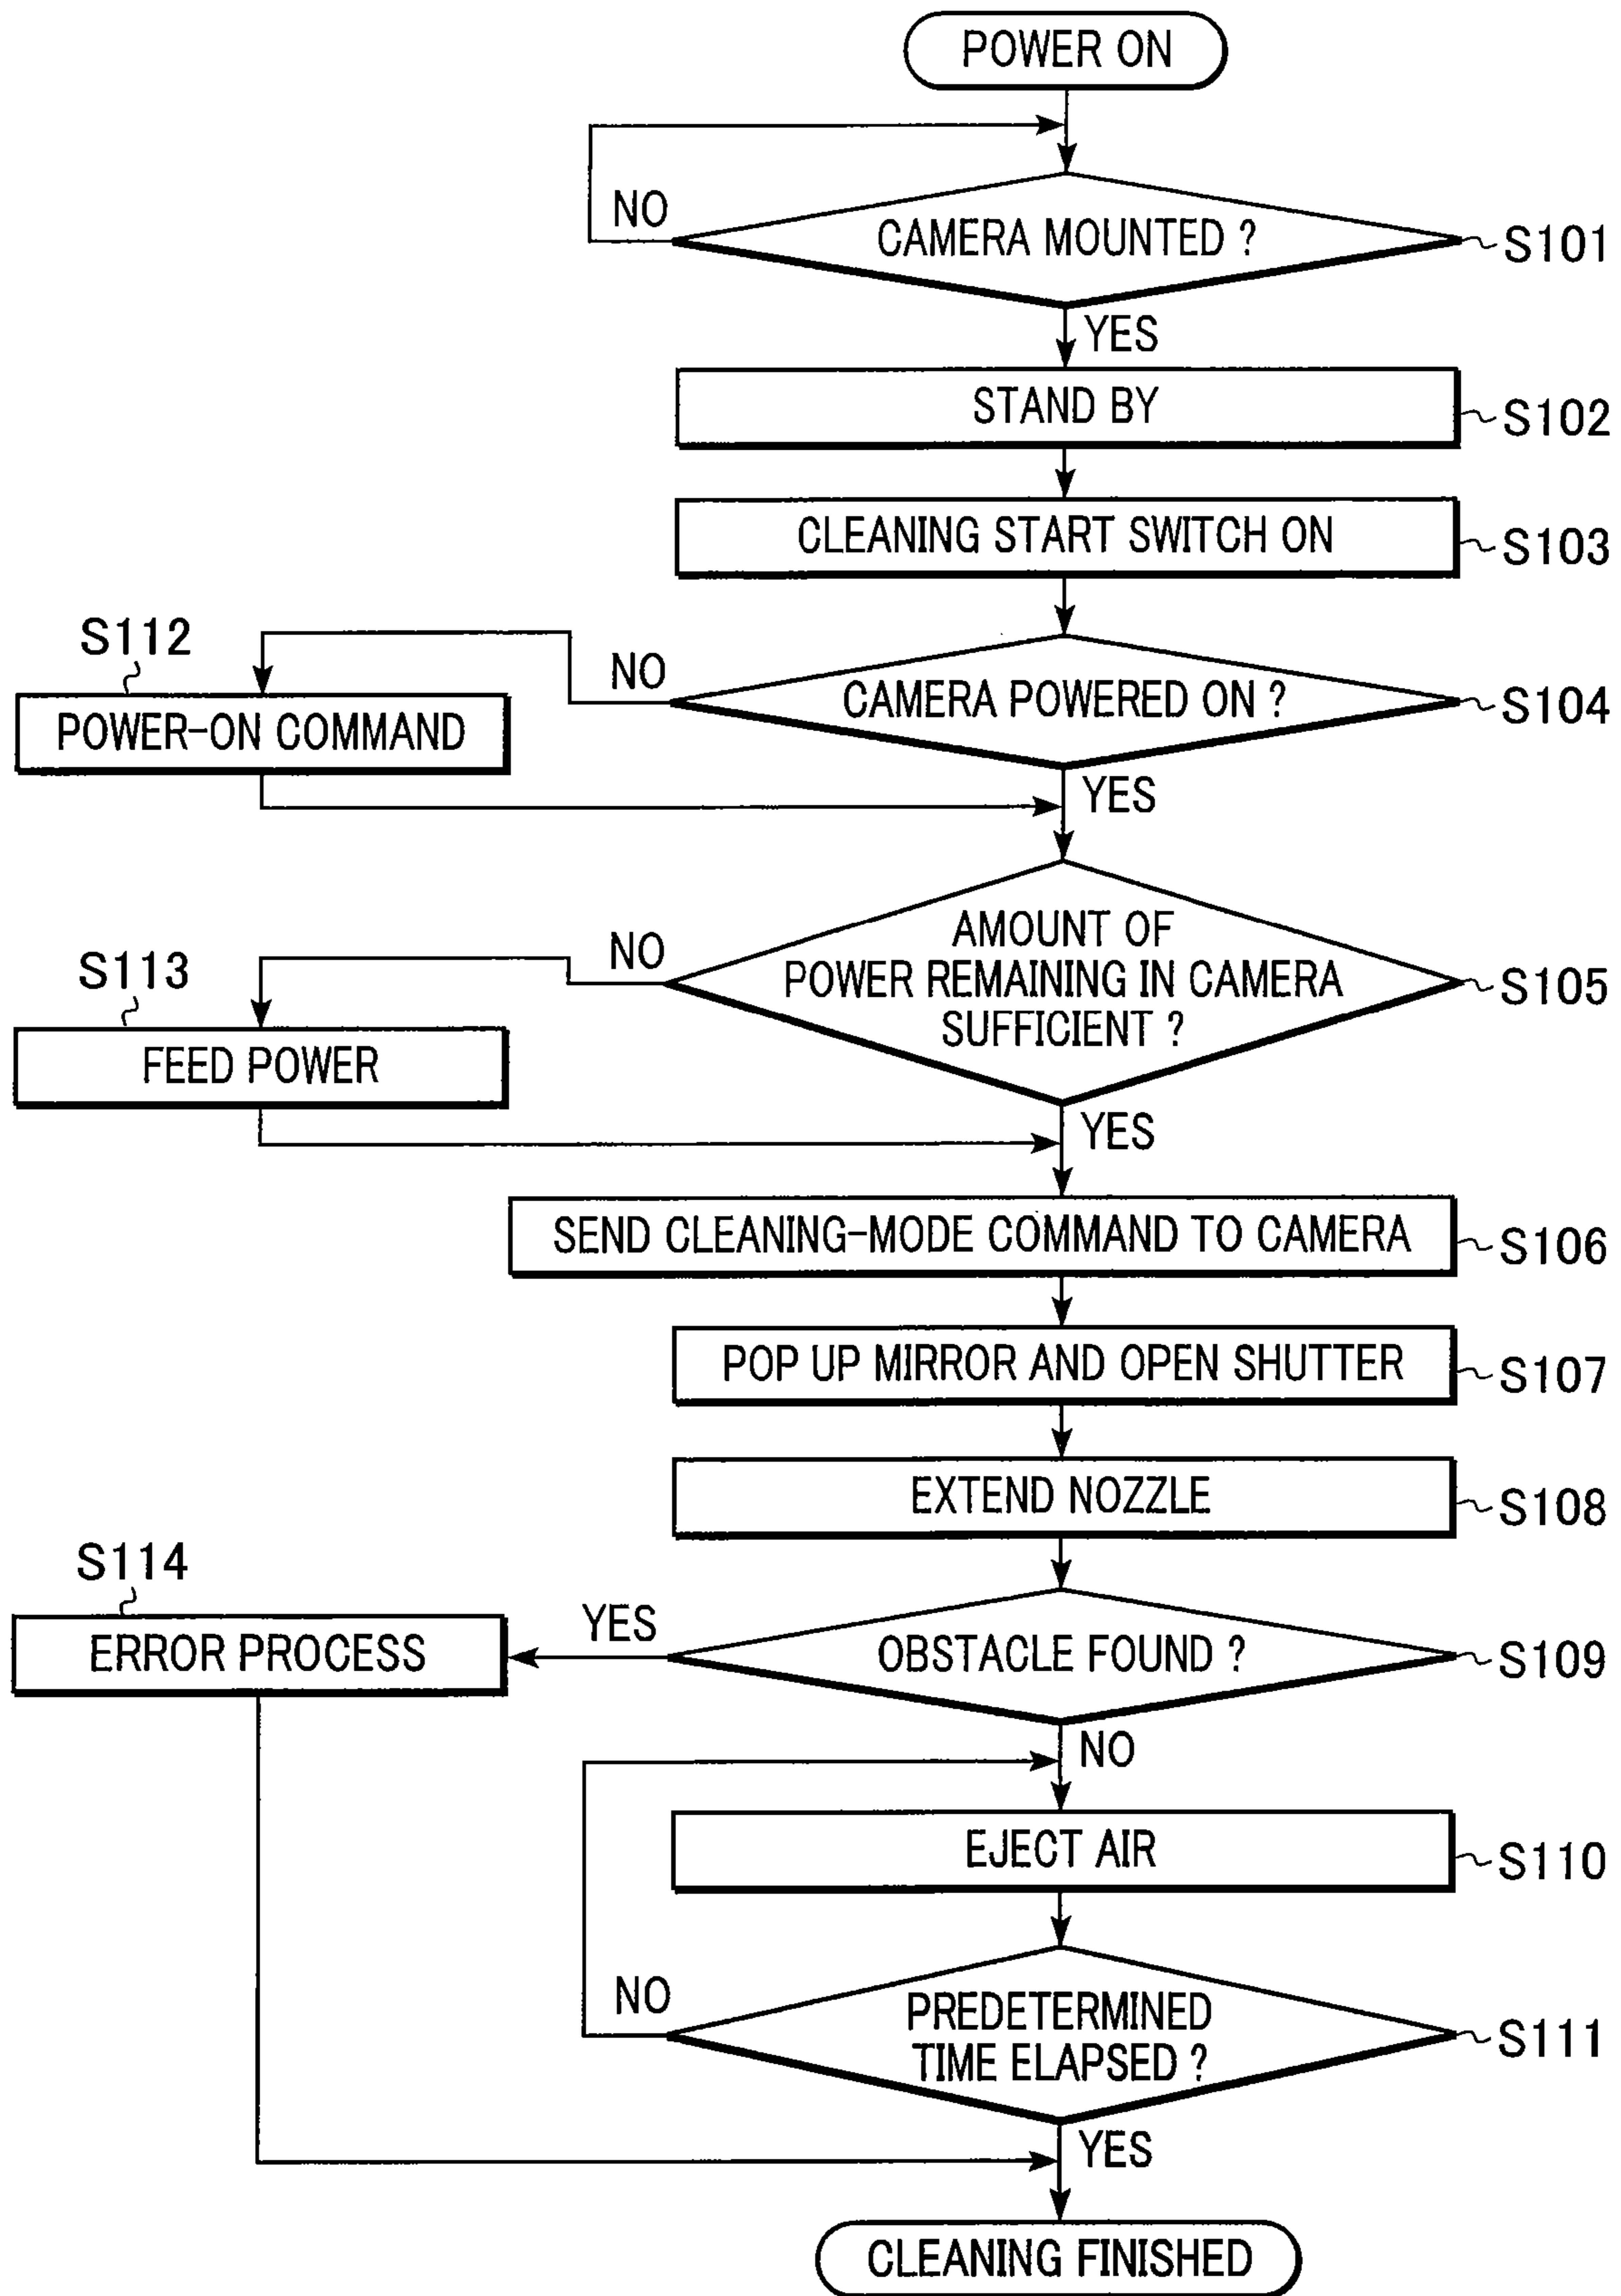 POWER ON
NO
CAMERA MOUNTED ?
S101
YES
STAND BY
S102
CLEANING START SWITCH ON
S103
S112
NO
CAMERA POWERED ON ?
S104
POWER-ON COMMAND
YES
AMOUNT OF
POWER REMAINING IN CAMERA
SUFFICIENT ?
NO
S105
S113
FEED POWER
YES
SEND CLEANING-MODE COMMAND TO CAMERA
S106
POP UP MIRROR AND OPEN SHUTTER
S107
EXTEND NOZZLE
S108
S114
ERROR PROCESS
YES
OBSTACLE FOUND ?
S109
NO
EJECT AIR
S110
NO
PREDETERMINED
TIME ELAPSED ?
S111
YES
CLEANING FINISHED